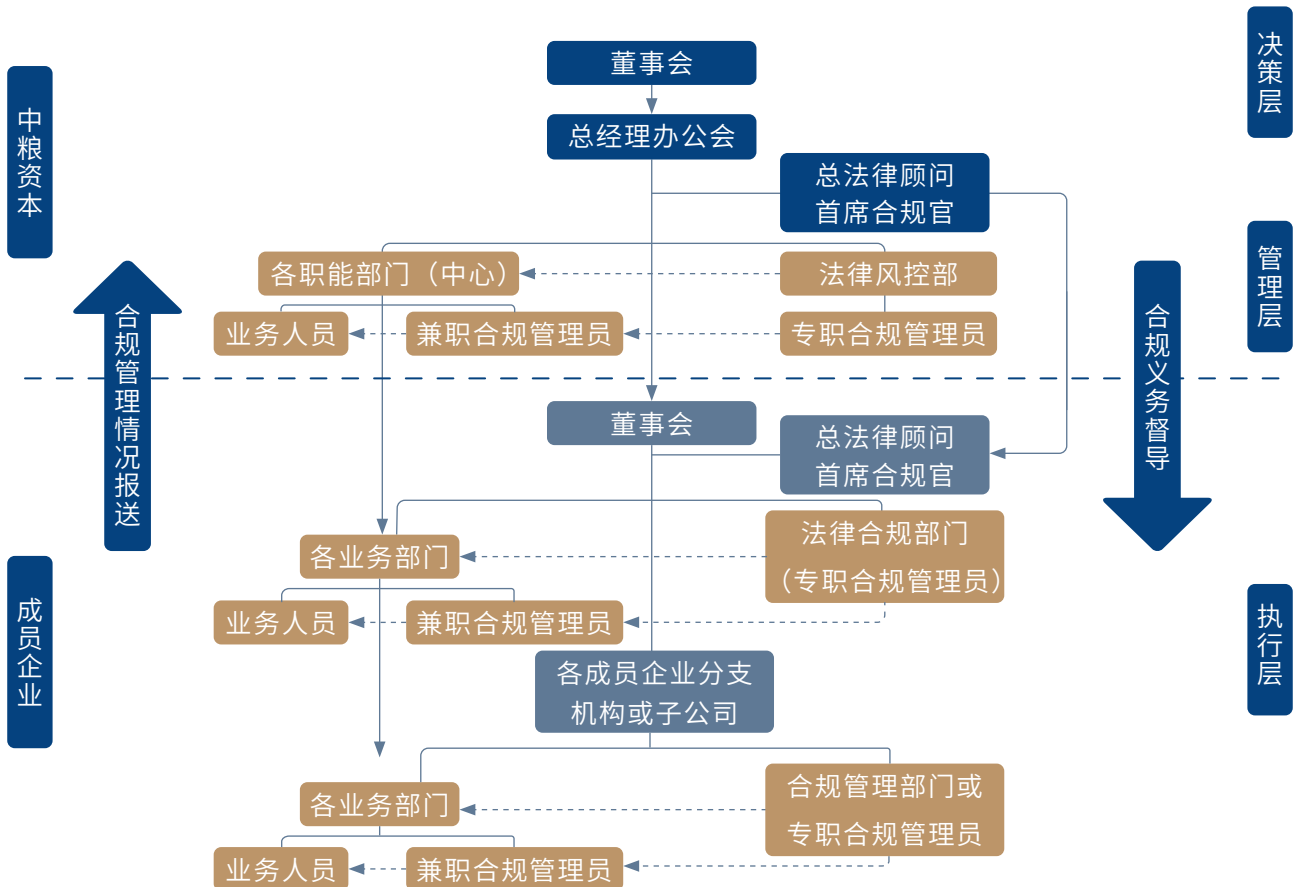 董事会
决策层
中粮资本
总经理办公会
总法律顾问
首席合规官
管理层
各职能部门（中心）
法律风控部
业务人员
兼职合规管理员
专职合规管理员
合规管理情况报送
合规义务督导
董事会
总法律顾问
首席合规官
各业务部门
法律合规部门
（专职合规管理员）
成员企业
执行层
业务人员
兼职合规管理员
各成员企业分支
机构或子公司
各业务部门
合规管理部门或
专职合规管理员
业务人员
兼职合规管理员